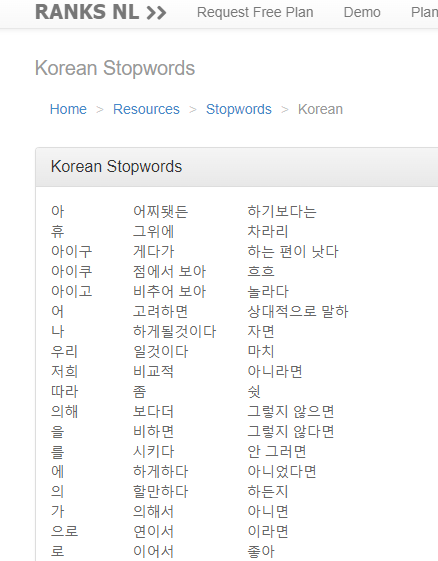 RANKS NL Request Free Plan Demo Plan
Korean Stopwords
Home > Resources > Stopwords > Korean
Korean Stopwords
아 어찌됏든 하기보다는
휴 그위에 차라리
아이구 게다가 하는 편이 낫다
아이쿠 점에서 보아 흐흐
아이고 비추어 보아 놀라다
어 고려하면 상대적으로 말하
나 하게될것이다 자면
우리 일것이다 마치
저희 비교적 아니라면
따라 좀 쉿
의해 보다더 그렇지 않으면
을 비하면 그렇지 않다면
를 시키다 안 그러면
에 하게하다 아니었다면
의 할만하다 하든지
가 의해서 아니면
으로 연이서 이라면
로 이어서 좋아